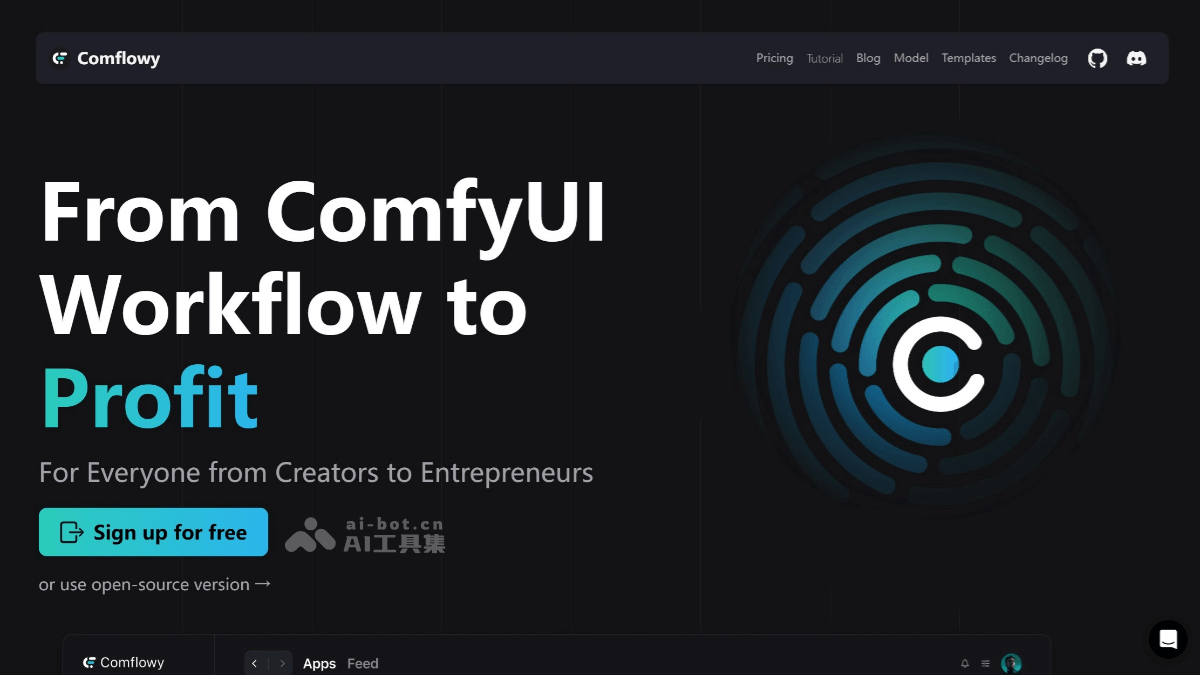 Comflowy
Pricing Tutorial Blog Model Templates Changelog
From ComfyUI
Workflow to
Profit
For Everyone from Creators to Entrepreneurs
Sign up for free
ai-bot.cn
AI工具集
or use open-source version →
Comflowy
Apps Feed